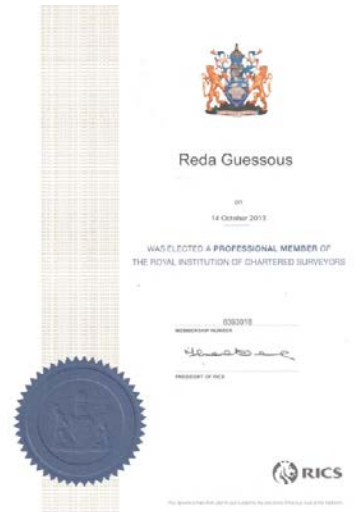 Reda Guessous
on
14 October 2013
WAS ELECTED A PROFESSIONAL MEMBER OF
THE ROYAL INSTITUTION OF CHARTERED SURVEYORS
MEMBERSHIP NUMBER
PRESIDENT OF RICS
RICS